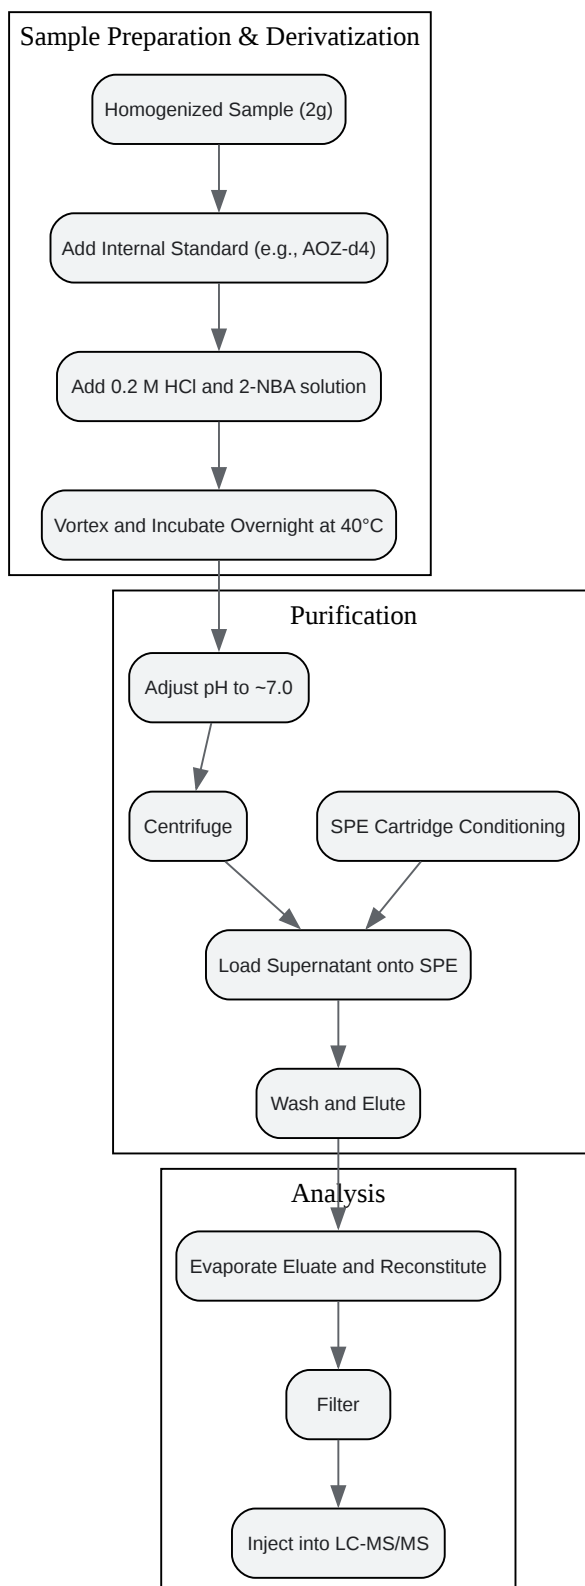 Sample Preparation & Derivatization
Homogenized Sample (2g)
Add Internal Standard (e.g., AOZ-d4)
Add 0.2 M HCl and 2-NBA solution
Vortex and Incubate Overnight at 40°C
Purification
Adjust pH to ~7.0
Centrifuge
SPE Cartridge Conditioning
Load Supernatant onto SPE
Wash and Elute
Analysis
Evaporate Eluate and Reconstitute
Filter
Inject into LC-MS/MS